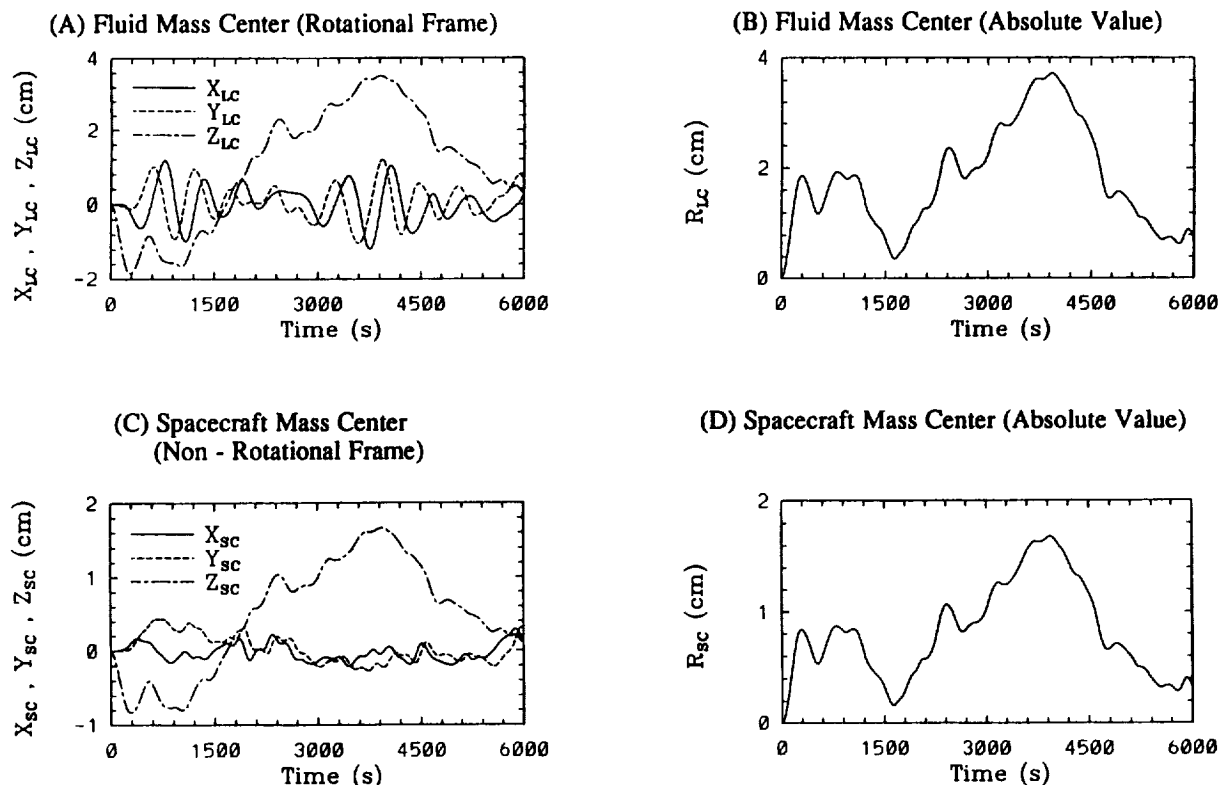 (A) Fluid Mass Center (Rotational Frame)
4
2
0
-2
X_LC , Y_LC , Z_LC (cm)
X_LC
Y_LC
Z_LC
0 1500 3000 4500 6000
Time (s)
(B) Fluid Mass Center (Absolute Value)
4
2
0
R_LC (cm)
0 1500 3000 4500 6000
Time (s)
(C) Spacecraft Mass Center
(Non - Rotational Frame)
2
1
0
-1
X_SC , Y_SC , Z_SC (cm)
X_SC
Y_SC
Z_SC
0 1500 3000 4500 6000
Time (s)
(D) Spacecraft Mass Center (Absolute Value)
2
1
0
R_SC (cm)
0 1500 3000 4500 6000
Time (s)